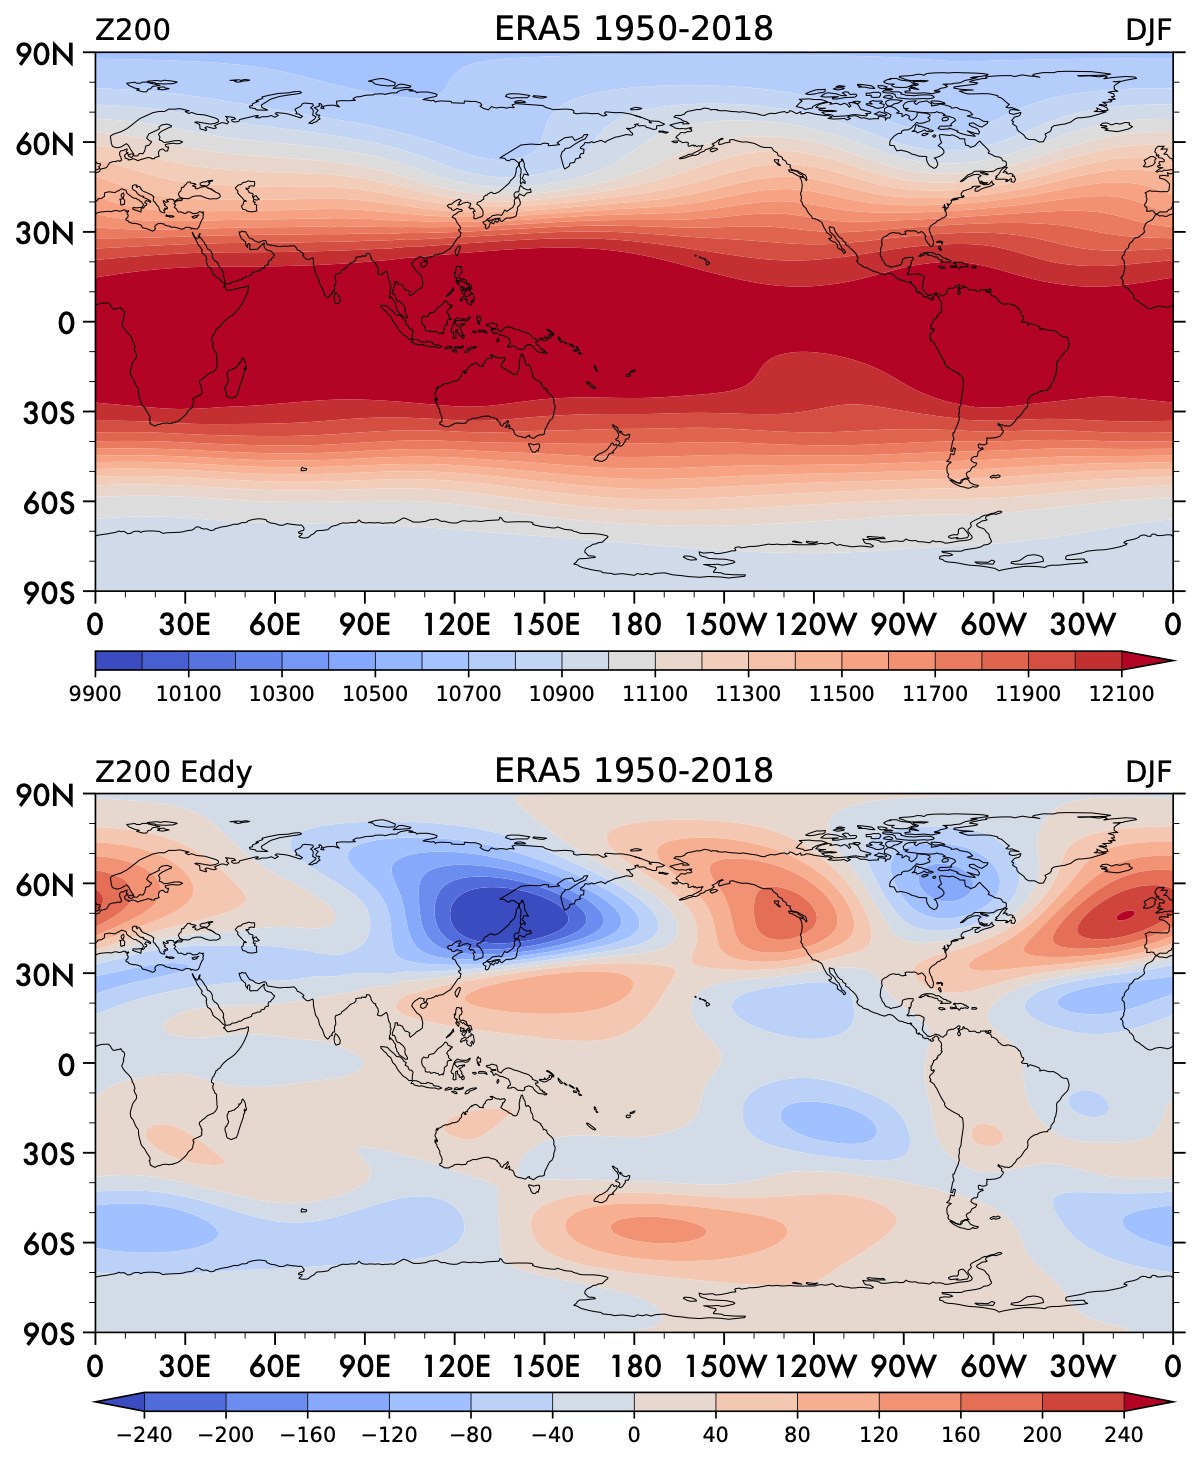 Z200 ERA5 1950-2018 DJF
90N
60N
30N
0
30S
60S
90S
0 30E 60E 90E 120E 150E 180 150W 120W 90W 60W 30W 0
9900 10100 10300 10500 10700 10900 11100 11300 11500 11700 11900 12100
Z200 Eddy ERA5 1950-2018 DJF
90N
60N
30N
0
30S
60S
90S
0 30E 60E 90E 120E 150E 180 150W 120W 90W 60W 30W 0
−240 −200 −160 −120 −80 −40 0 40 80 120 160 200 240